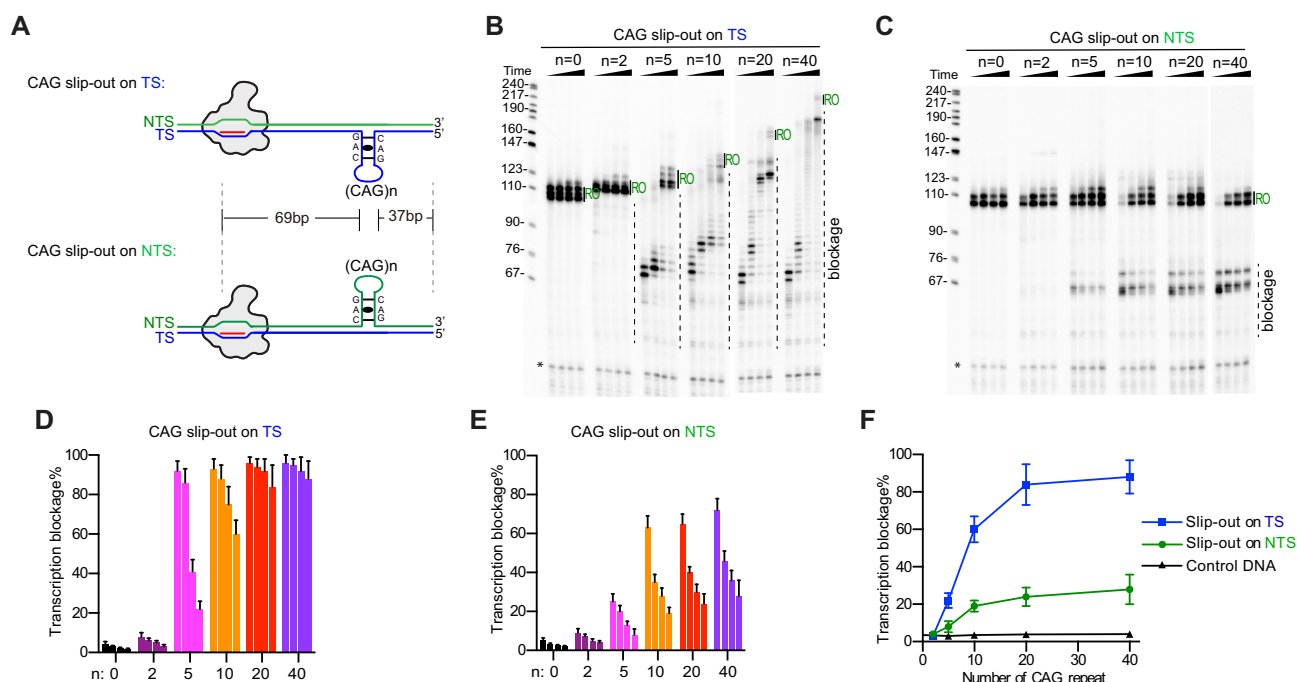 A
CAG slip-out on TS:
NTS
TS
3’
5’
G C
A A
C G
(CAG)n
69bp
37bp
CAG slip-out on NTS:
(CAG)n
G C
A A
C G
NTS
TS
3’
5’
B
CAG slip-out on TS
n=0 n=2 n=5 n=10 n=20 n=40
Time
240-
217-
190-
160-
147-
123-
110-
90-
76-
67-
*
RO
RO
RO
RO
RO
RO
blockage
C
CAG slip-out on NTS
n=0 n=2 n=5 n=10 n=20 n=40
Time
240-
217-
190-
160-
147-
123-
110-
90-
76-
67-
*
RO
blockage
D
CAG slip-out on TS
Transcription blockage%
100
80
60
40
20
0
n: 0 2 5 10 20 40
E
CAG slip-out on NTS
Transcription blockage%
100
80
60
40
20
0
n: 0 2 5 10 20 40
F
Transcription blockage%
100
80
60
40
20
0
0 10 20 30 40
Number of CAG repeat
Slip-out on TS
Slip-out on NTS
Control DNA